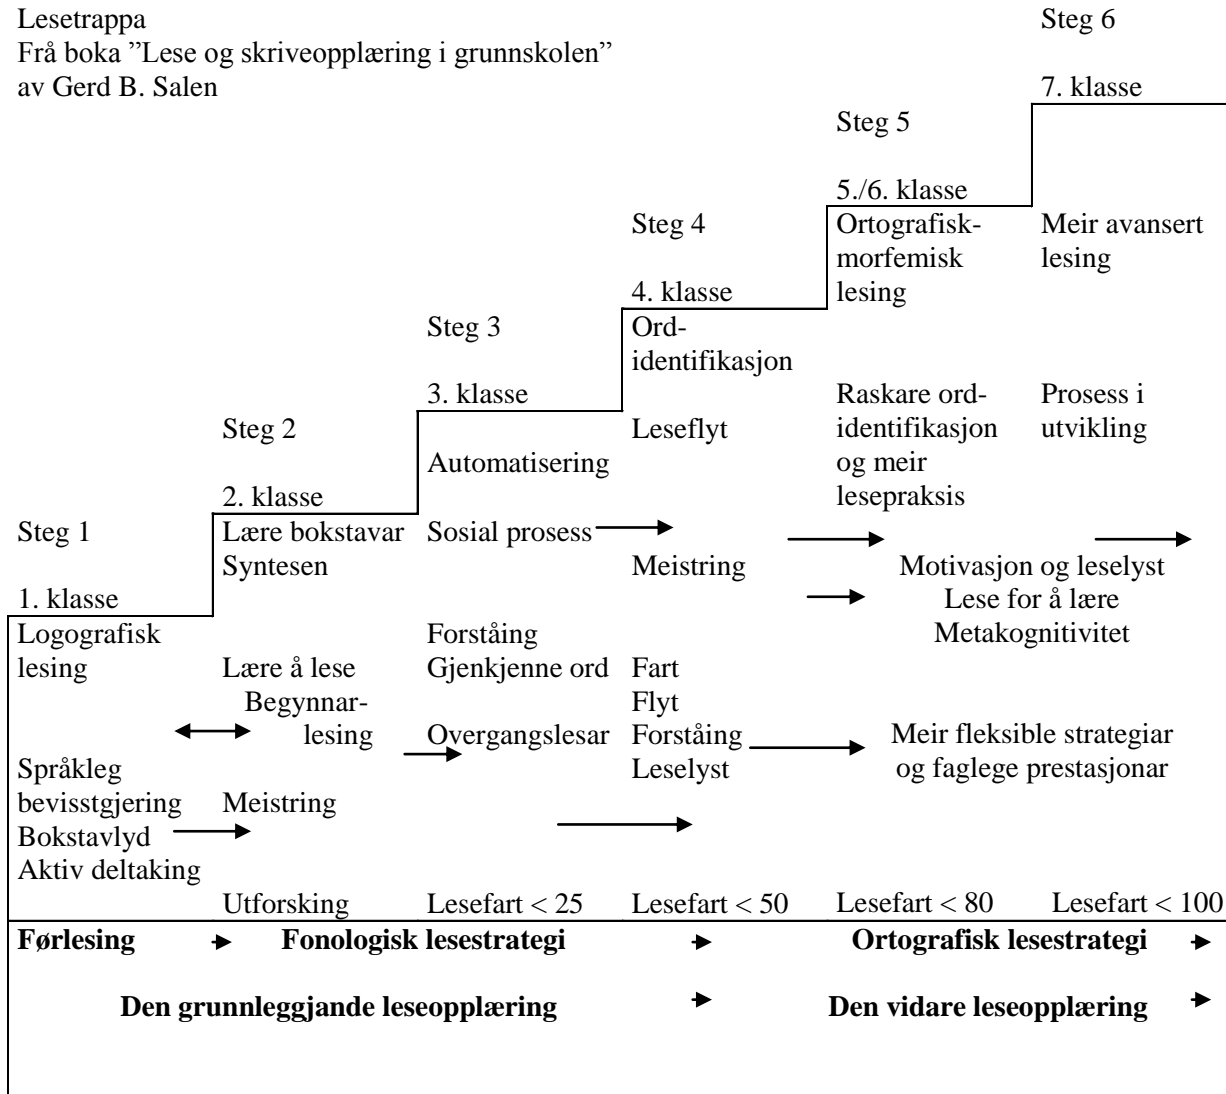 Lesetrappa
Frå boka ”Lese og skriveopplæring i grunnskolen”
av Gerd B. Salen
Steg 1
1. klasse
Logografisk
lesing
Språkleg
bevisstgjering
Bokstavlyd
Aktiv deltaking
Steg 2
2. klasse
Lære bokstavar
Syntesen
Lære å lese
Begynnar-
lesing
Meistring
Utforsking
Steg 3
3. klasse
Automatisering
Sosial prosess
Forståing
Gjenkjenne ord
Overgangslesar
Lesefart < 25
Steg 4
4. klasse
Ord-
identifikasjon
Leseflyt
Meistring
Fart
Flyt
Forståing
Leselyst
Lesefart < 50
Steg 5
5./6. klasse
Ortografisk-
morfemisk
lesing
Raskare ord-
identifikasjon
og meir
lesepraksis
Steg 6
7. klasse
Meir avansert
lesing
Prosess i
utvikling
Motivasjon og leselyst
Lese for å lære
Metakognitivitet
Meir fleksible strategiar
og faglege prestasjonar
Lesefart < 80
Lesefart < 100
Førlesing
Fonologisk lesestrategi
Ortografisk lesestrategi
Den grunnleggjande leseopplæring
Den vidare leseopplæring